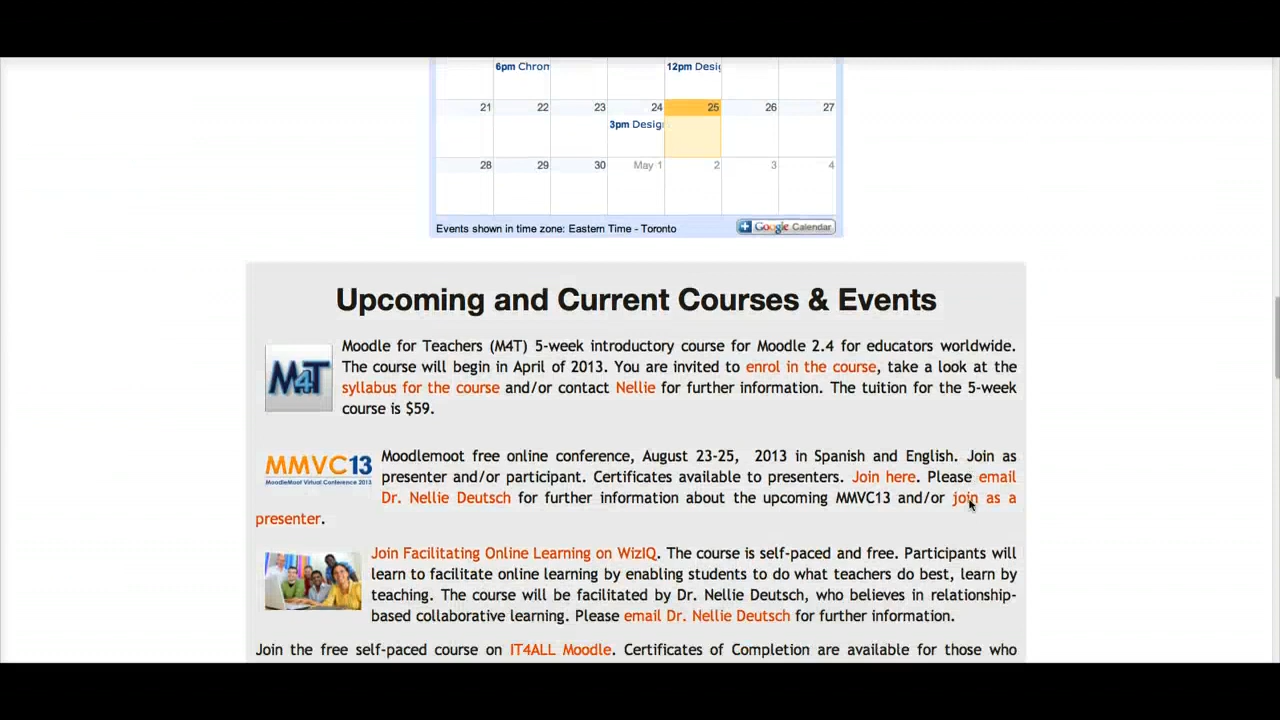 6pm Chron 12pm Desig
21 22 23 24 25 26 27
3pm Desig
28 29 30 May 1 2 3 4
Events shown in time zone: Eastern Time - Toronto
Google Calendar
Upcoming and Current Courses & Events
M4T
Moodle for Teachers (M4T) 5-week introductory course for Moodle 2.4 for educators worldwide.
The course will begin in April of 2013. You are invited to enrol in the course, take a look at the
syllabus for the course and/or contact Nellie for further information. The tuition for the 5-week
course is $59.
MMVC13
MoodleMoot Virtual Conference 2013
Moodlemoot free online conference, August 23-25, 2013 in Spanish and English. Join as
presenter and/or participant. Certificates available to presenters. Join here. Please email
Dr. Nellie Deutsch for further information about the upcoming MMVC13 and/or join as a
presenter.
Join Facilitating Online Learning on WizIQ. The course is self-paced and free. Participants will
learn to facilitate online learning by enabling students to do what teachers do best, learn by
teaching. The course will be facilitated by Dr. Nellie Deutsch, who believes in relationship-
based collaborative learning. Please email Dr. Nellie Deutsch for further information.
Join the free self-paced course on IT4ALL Moodle. Certificates of Completion are available for those who